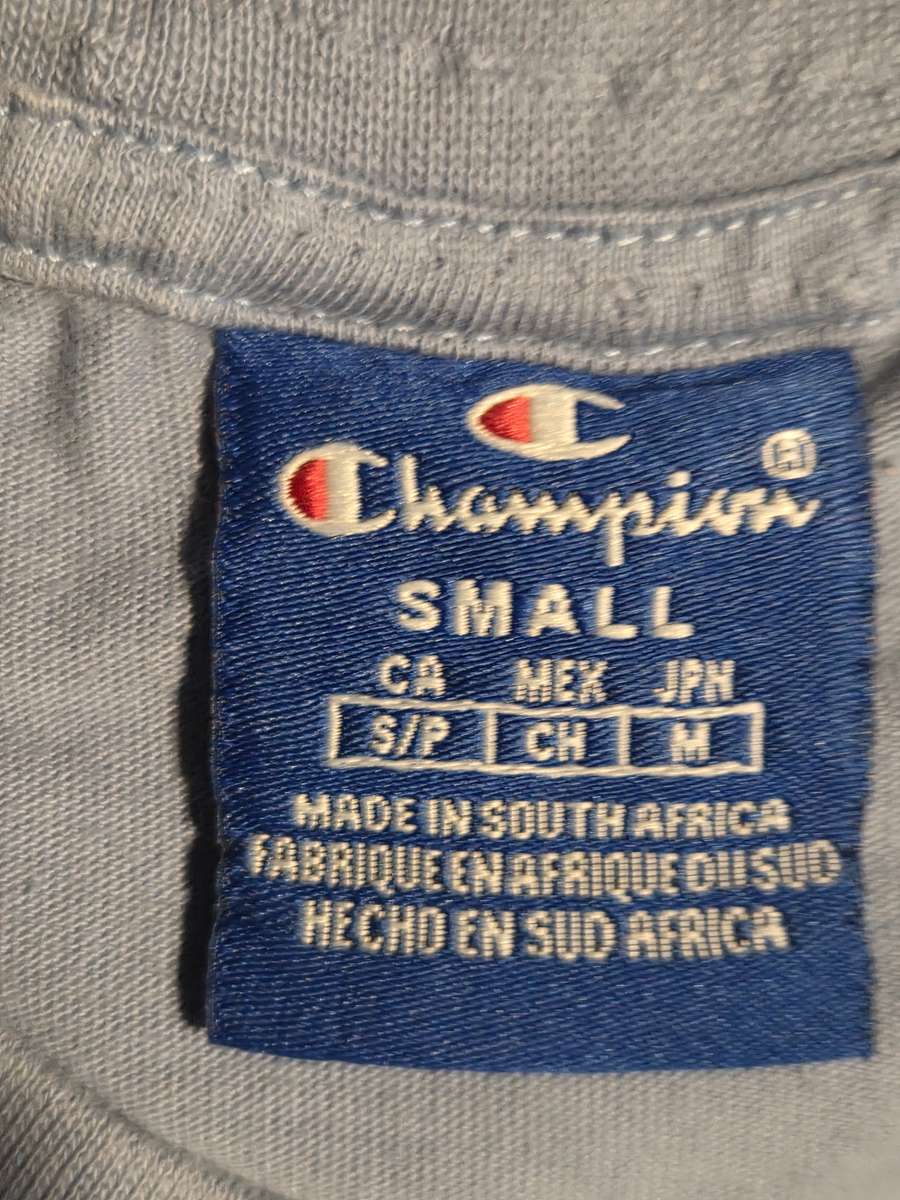 Champion®
SMALL
CA MEX JPN
S/P CH M
MADE IN SOUTH AFRICA
FABRIQUE EN AFRIQUE DU SUD
HECHO EN SUD AFRICA